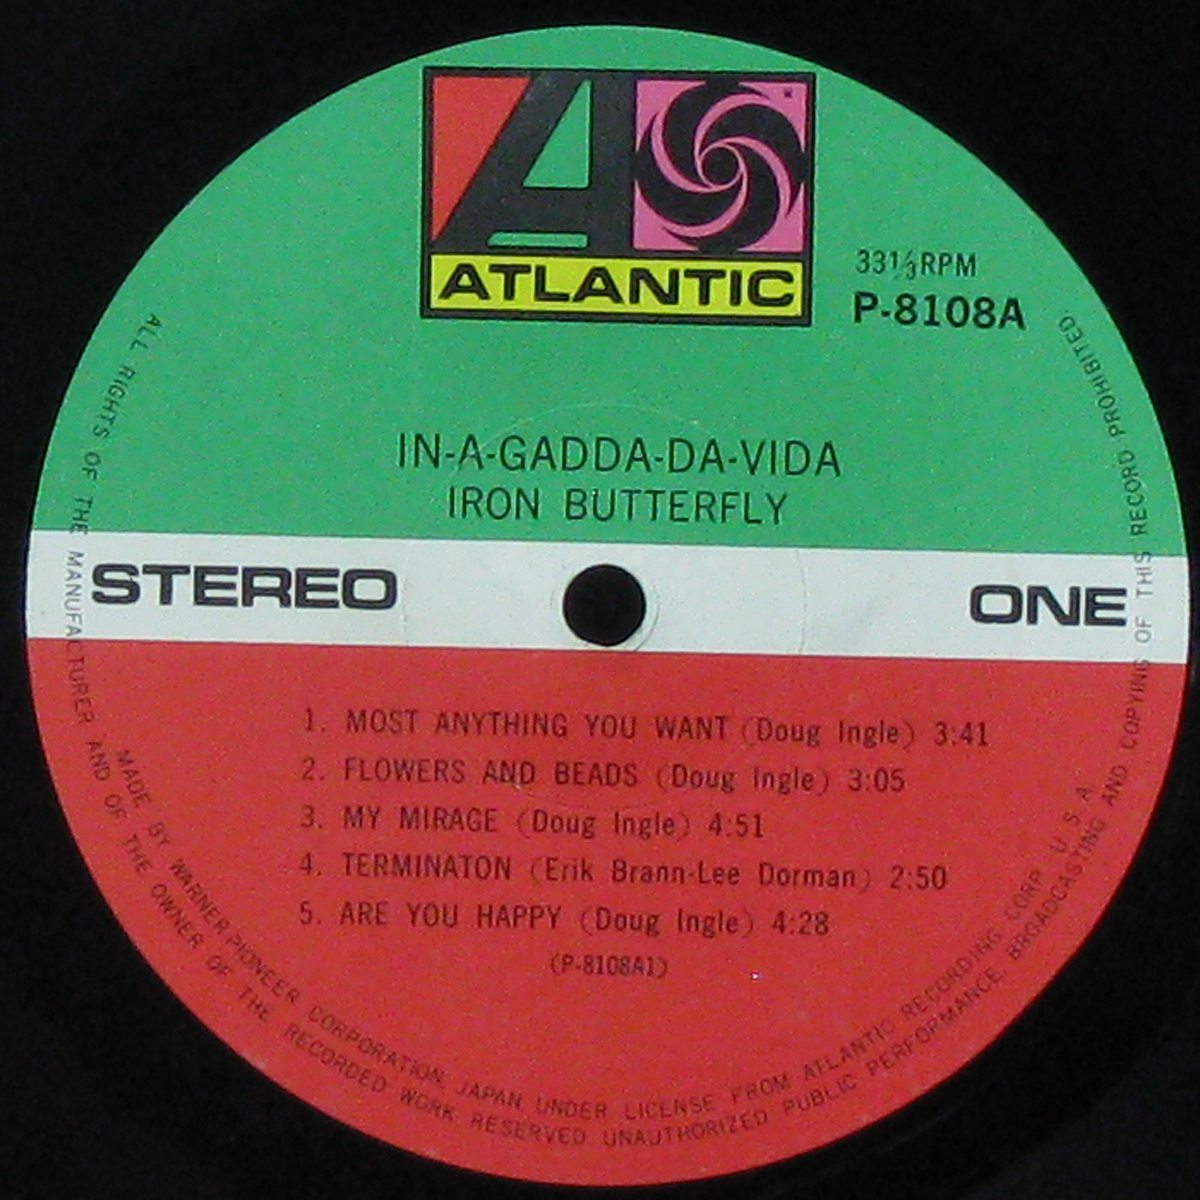 ATLANTIC
33 1/3 RPM
P-8108A
IN-A-GADDA-DA-VIDA
IRON BUTTERFLY
STEREO
ONE
1. MOST ANYTHING YOU WANT (Doug Ingle) 3:41
2. FLOWERS AND BEADS (Doug Ingle) 3:05
3. MY MIRAGE (Doug Ingle) 4:51
4. TERMINATON (Erik Brann-Lee Dorman) 2:50
5. ARE YOU HAPPY (Doug Ingle) 4:28
(P-8108A1)
MADE BY WARNER-PIONEER CORPORATION, JAPAN UNDER LICENSE FROM ATLANTIC RECORDING CORP. U.S.A.
ALL RIGHTS OF THE MANUFACTURER AND OF THE OWNER OF THE RECORDED WORK RESERVED UNAUTHORIZED PUBLIC PERFORMANCE, BROADCASTING AND COPYING OF THIS RECORD PROHIBITED.